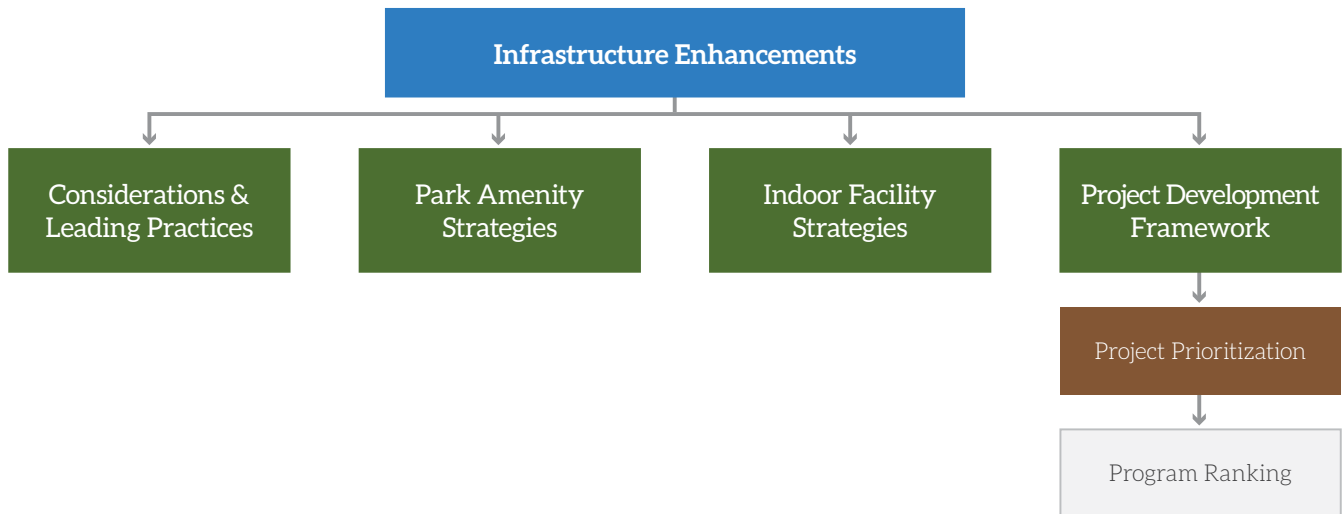 Infrastructure Enhancements
Considerations &
Leading Practices
Park Amenity
Strategies
Indoor Facility
Strategies
Project Development
Framework
Project Prioritization
Program Ranking